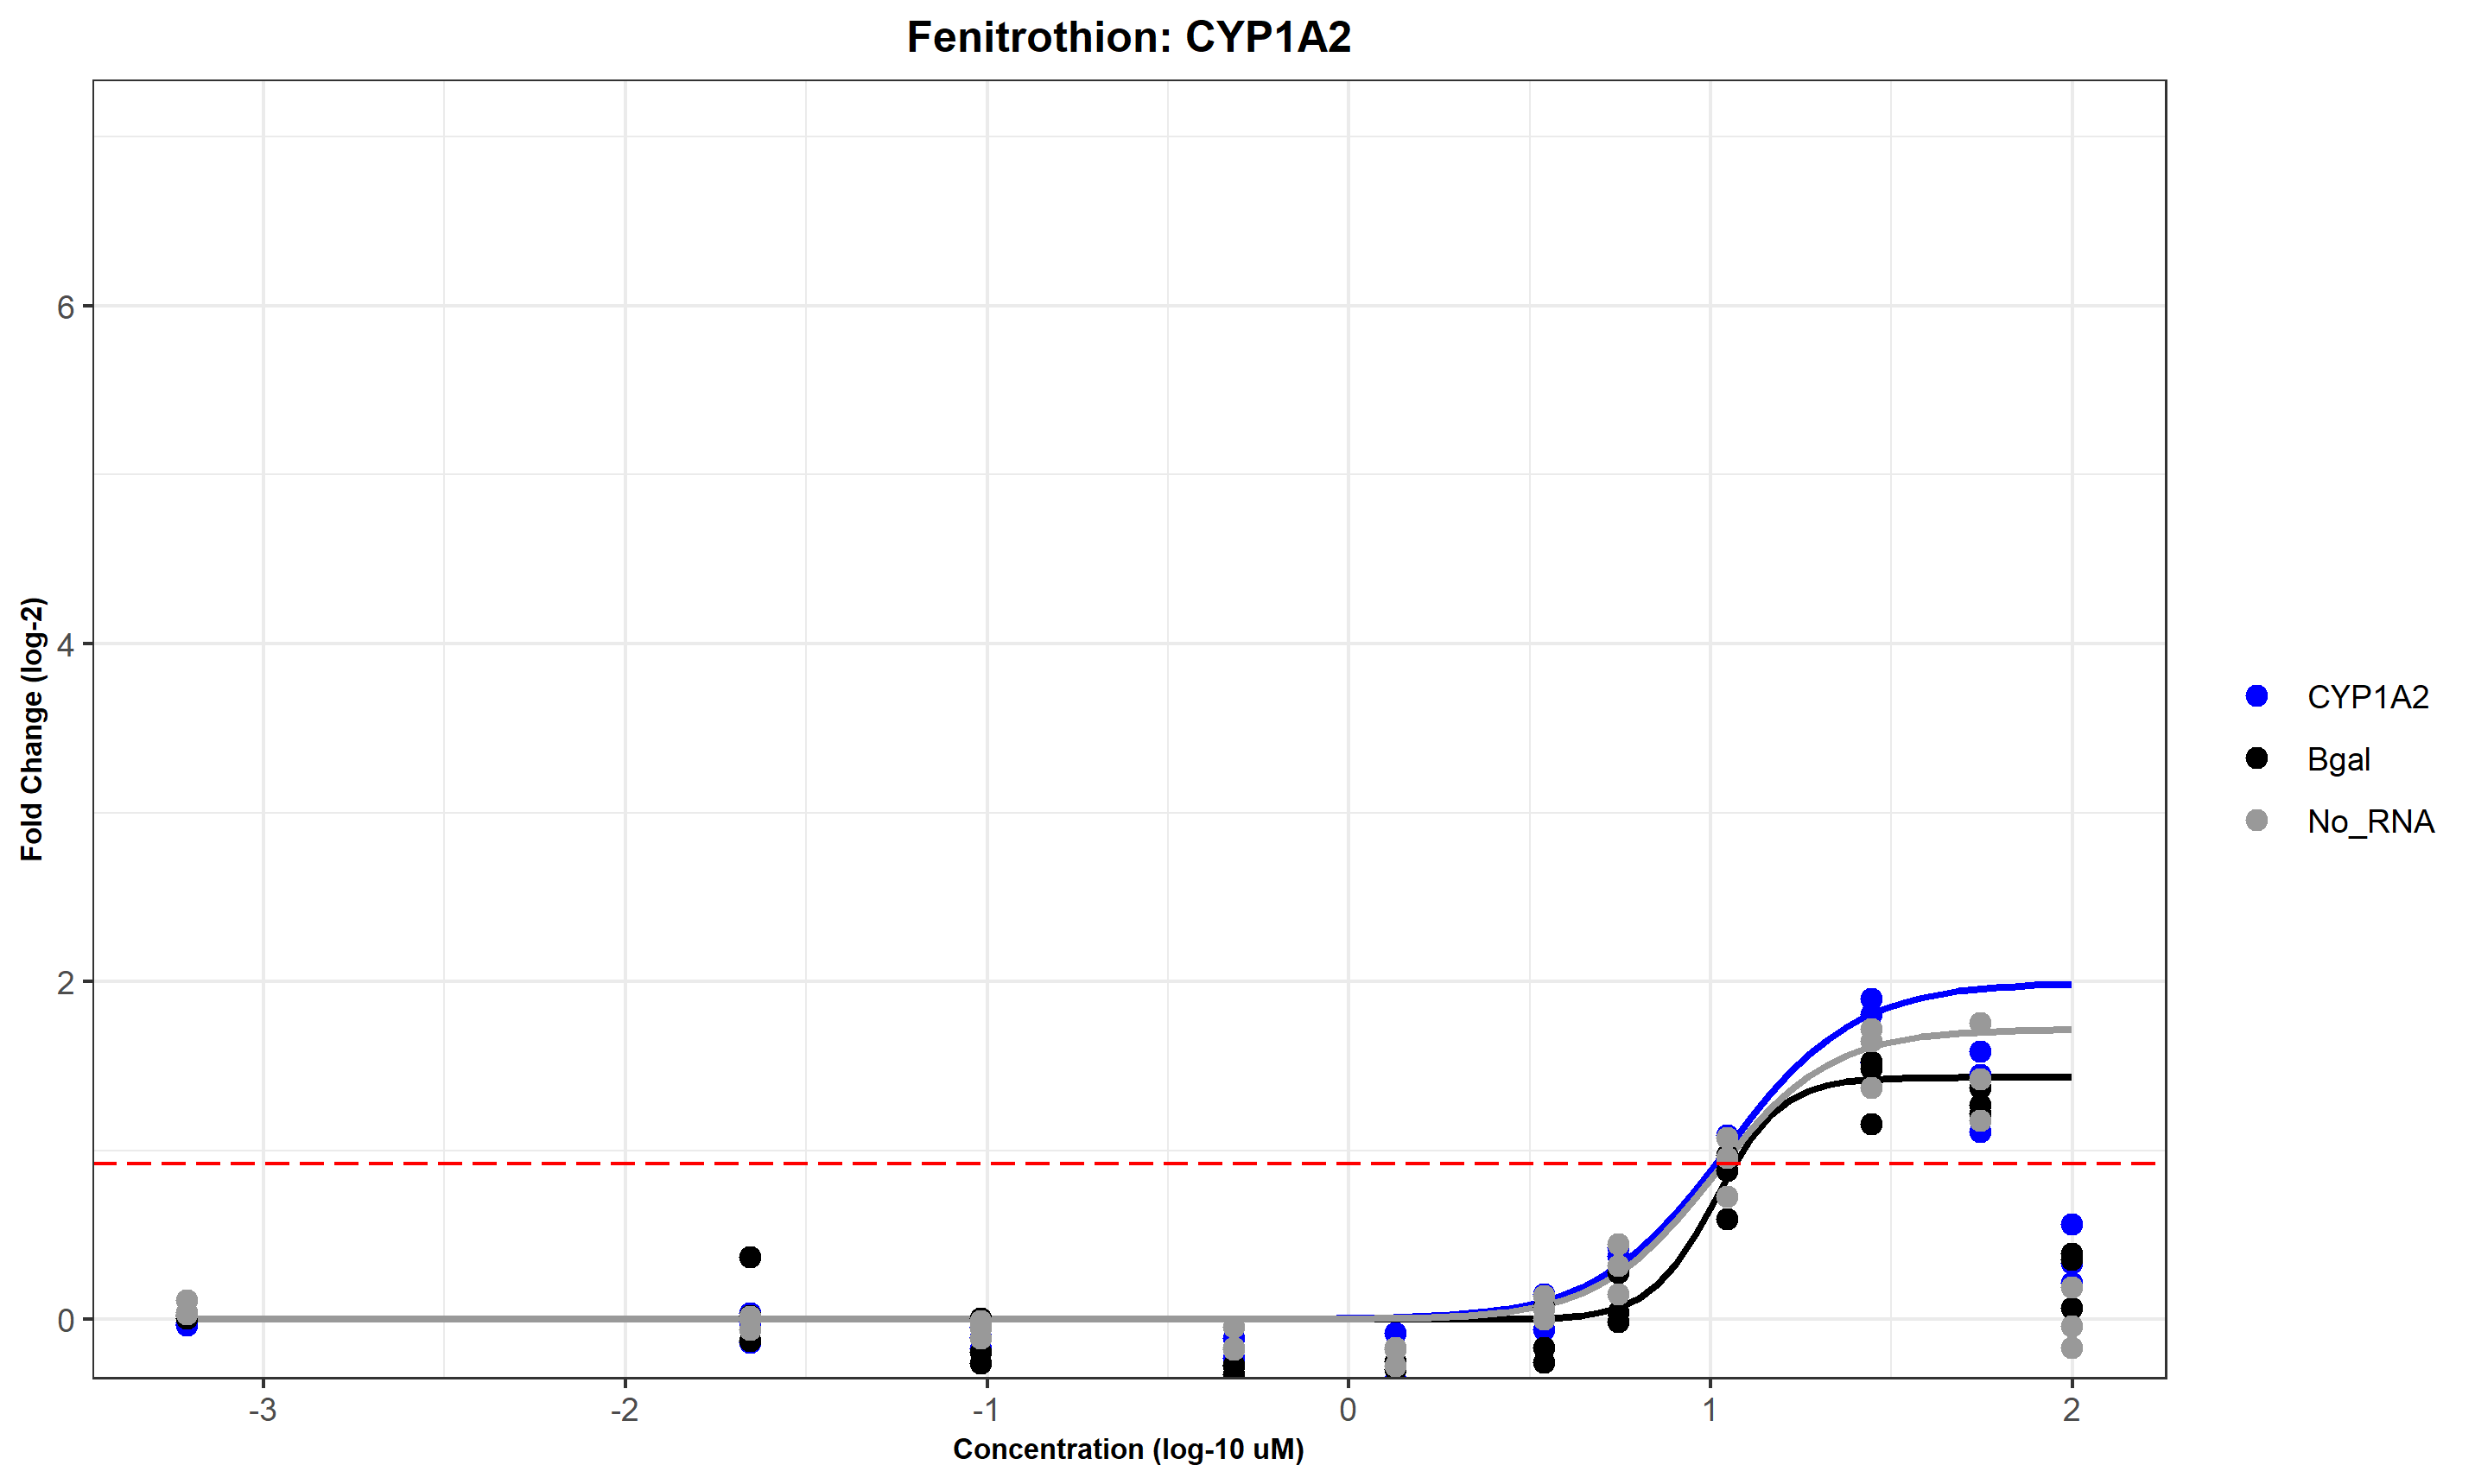 Fenitrothion: CYP1A2
Fold Change (log-2)
6
4
2
0
-3
-2
-1
0
1
2
Concentration (log-10 uM)
CYP1A2
Bgal
No_RNA